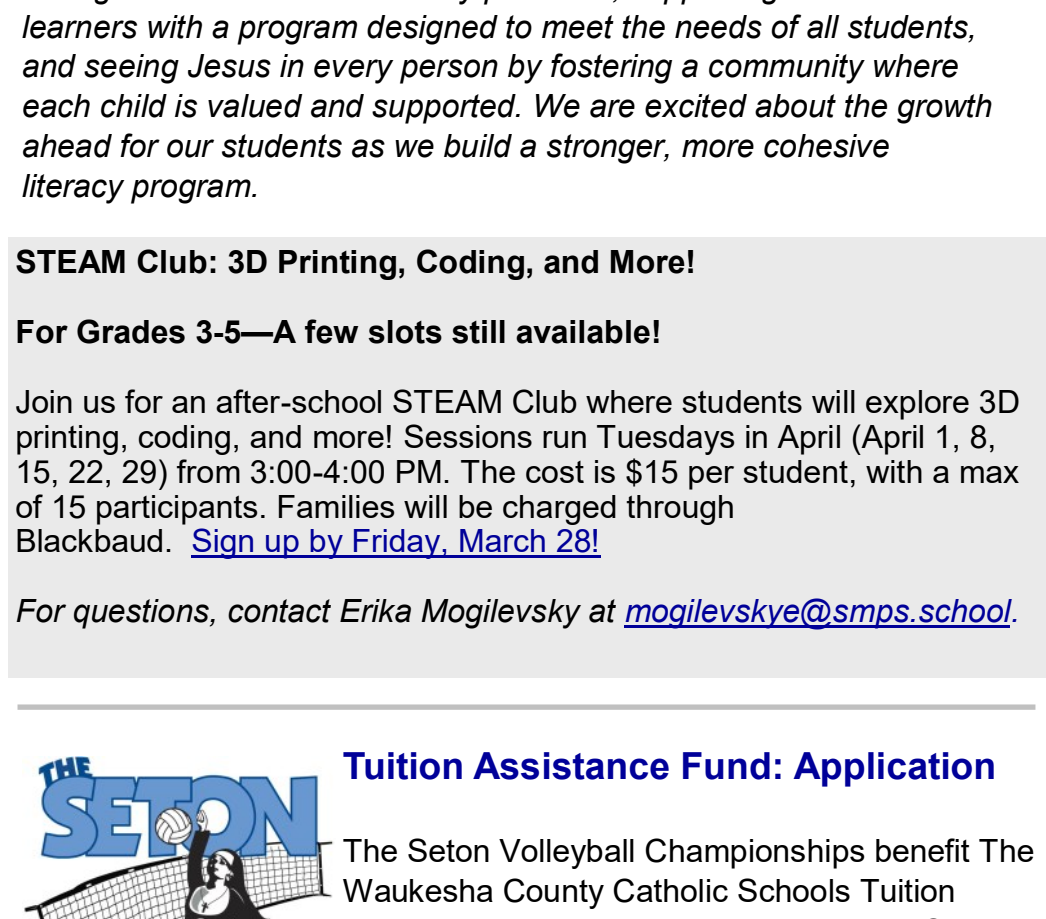 learners with a program designed to meet the needs of all students,
and seeing Jesus in every person by fostering a community where
each child is valued and supported. We are excited about the growth
ahead for our students as we build a stronger, more cohesive
literacy program.
STEAM Club: 3D Printing, Coding, and More!
For Grades 3-5—A few slots still available!
Join us for an after-school STEAM Club where students will explore 3D
printing, coding, and more! Sessions run Tuesdays in April (April 1, 8,
15, 22, 29) from 3:00-4:00 PM. The cost is $15 per student, with a max
of 15 participants. Families will be charged through
Blackbaud.  Sign up by Friday, March 28!
For questions, contact Erika Mogilevsky at mogilevskye@smps.school.
THE
SETON
Tuition Assistance Fund: Application
The Seton Volleyball Championships benefit The
Waukesha County Catholic Schools Tuition